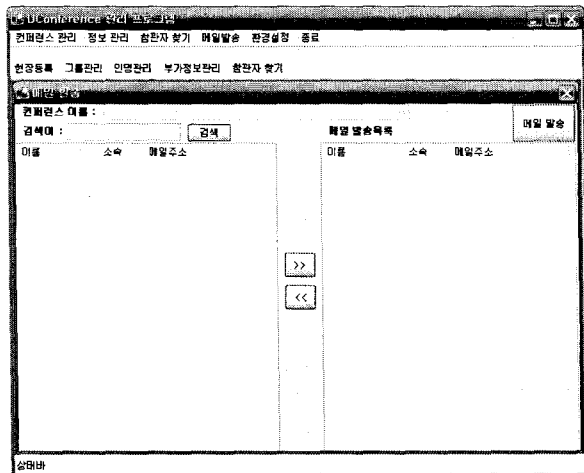 UConference 관리 프로그램
컨퍼런스 관리 정보 관리 참관자 찾기 메일발송 환경설정 종료
현장등록 그룹관리 인명관리 부가정보관리 참관자 찾기
메일 발송
컨퍼런스 이름 :
검색어 : 검색 메일 발송목록 메일 발송
이름 소속 메일주소 이름 소속 메일주소
>>
<<
상태바